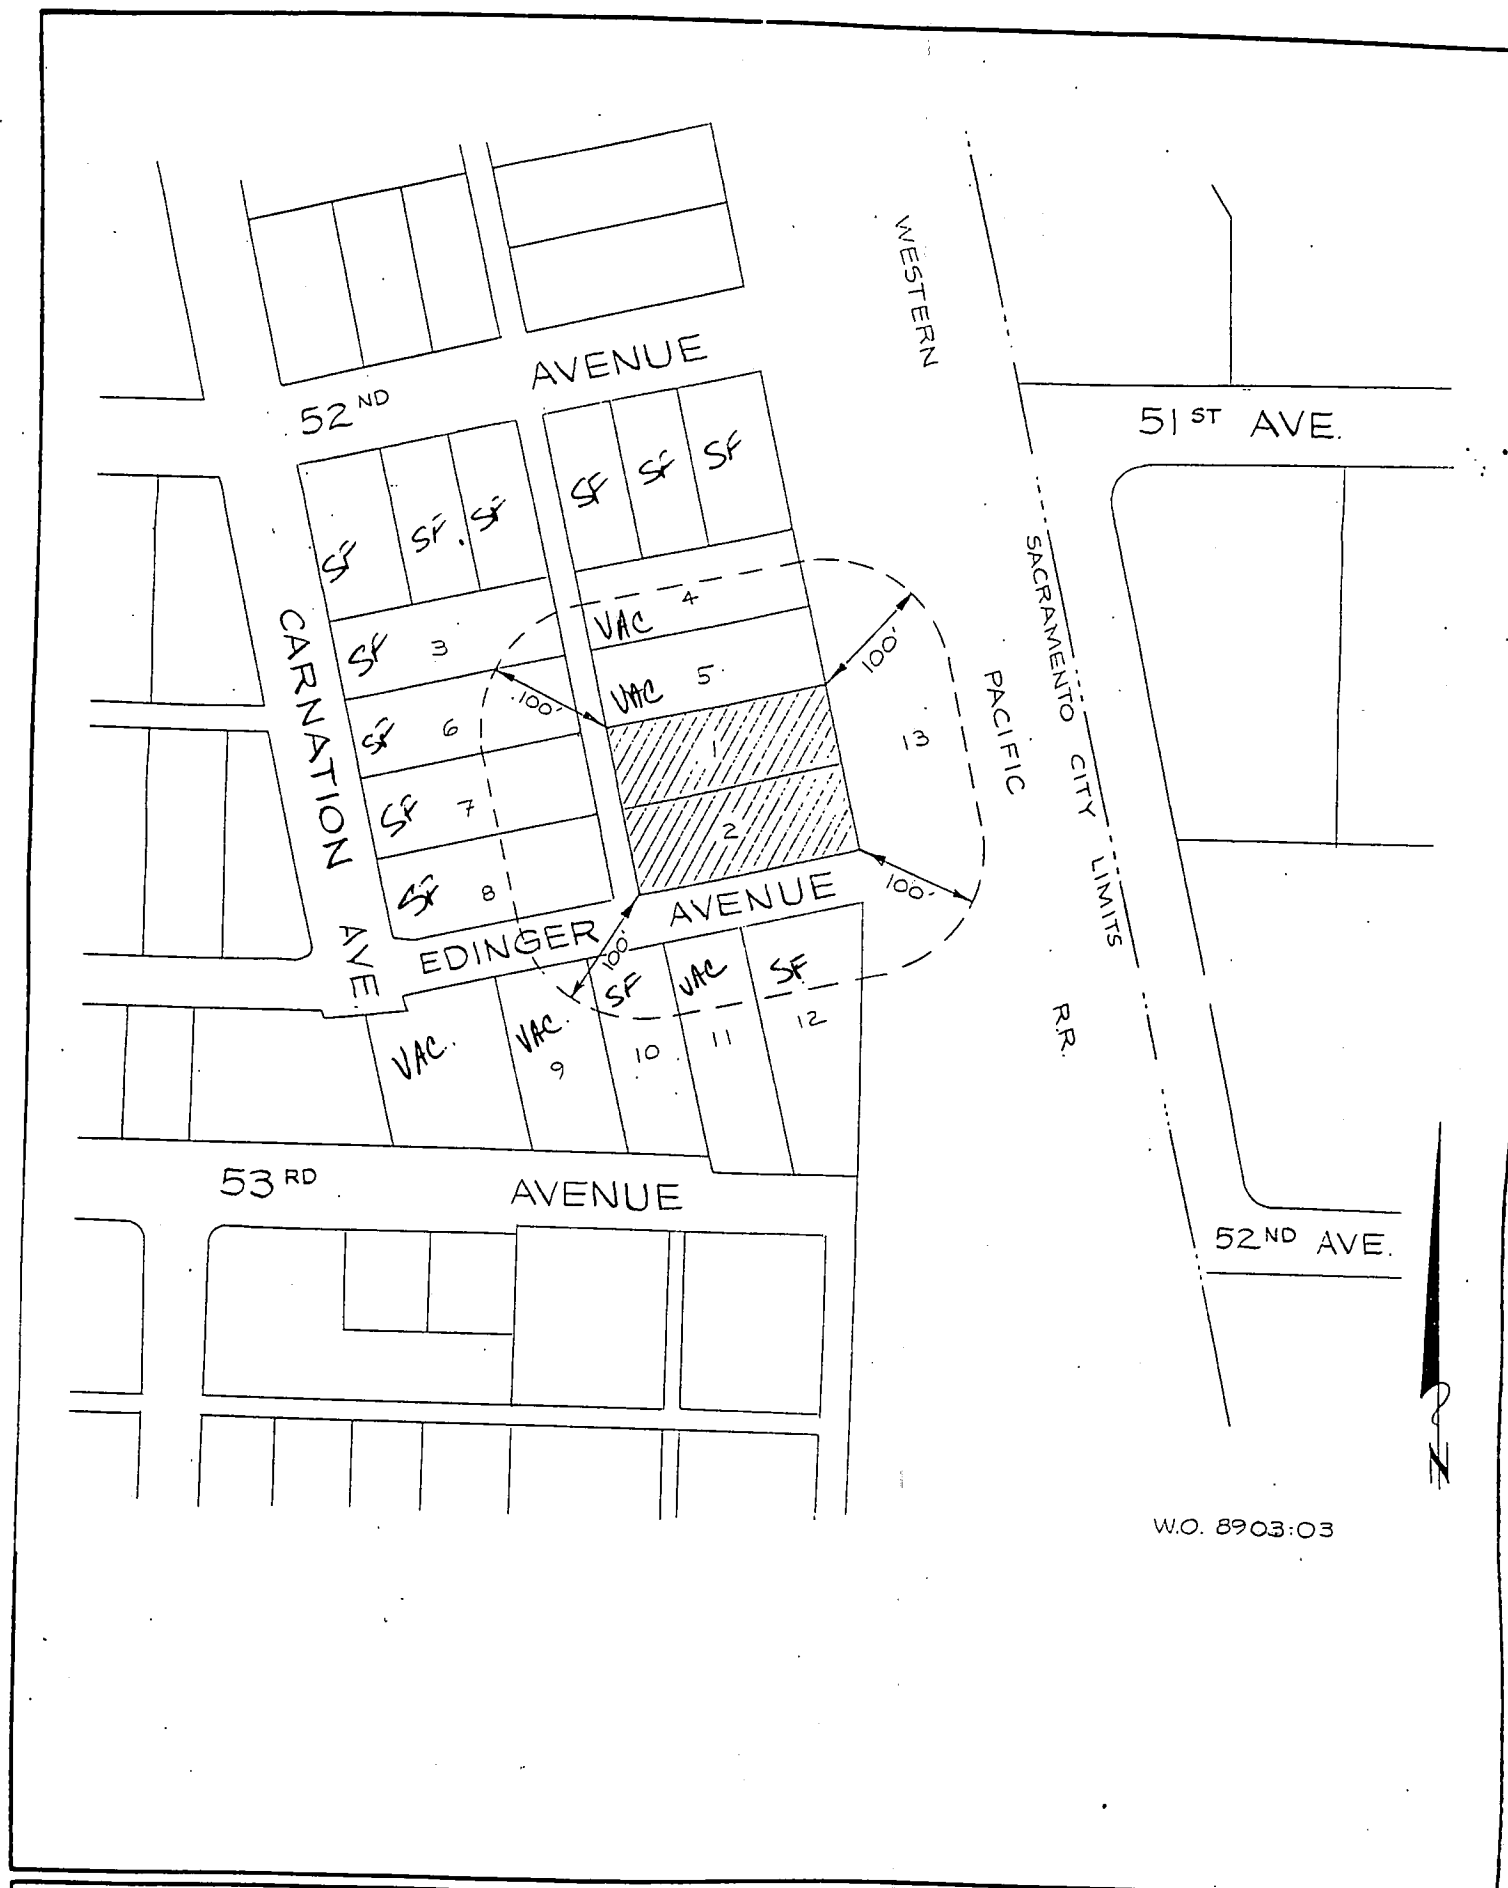 WESTERN
AVENUE
52ND
51ST AVE.
SF SF SF
SF SF. SF
SACRAMENTO CITY LIMITS
CARNATION AVE.
4
VAC
SF 3
100'
5
VAC
100'
PACIFIC
SF 6
1
13
SF 7
2
SF 8
100'
AVENUE
EDINGER
100'
SF VAC SF
VAC. VAC.
9 10 11 12
R.R.
53RD AVENUE
52ND AVE.
N
W.O. 8903:03